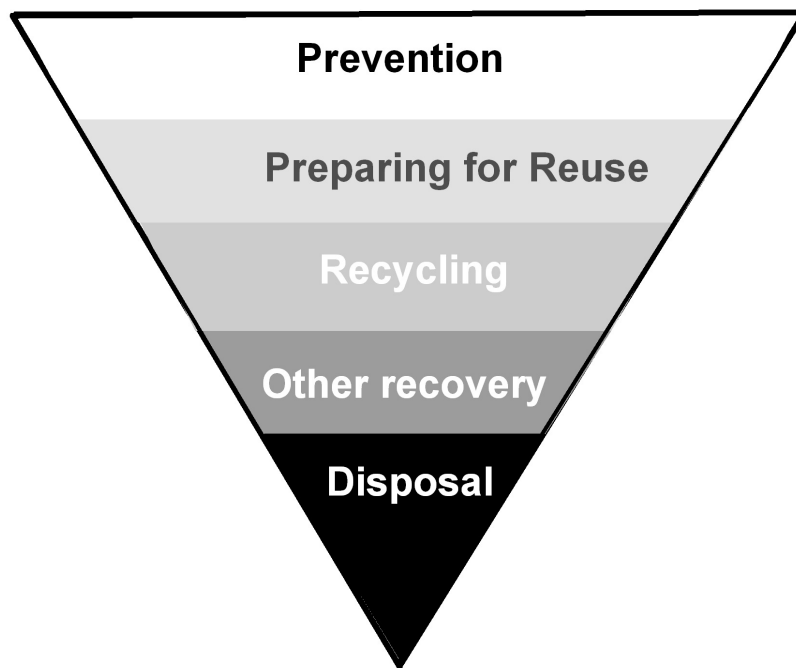 Prevention
Preparing for Reuse
Recycling
Other recovery
Disposal